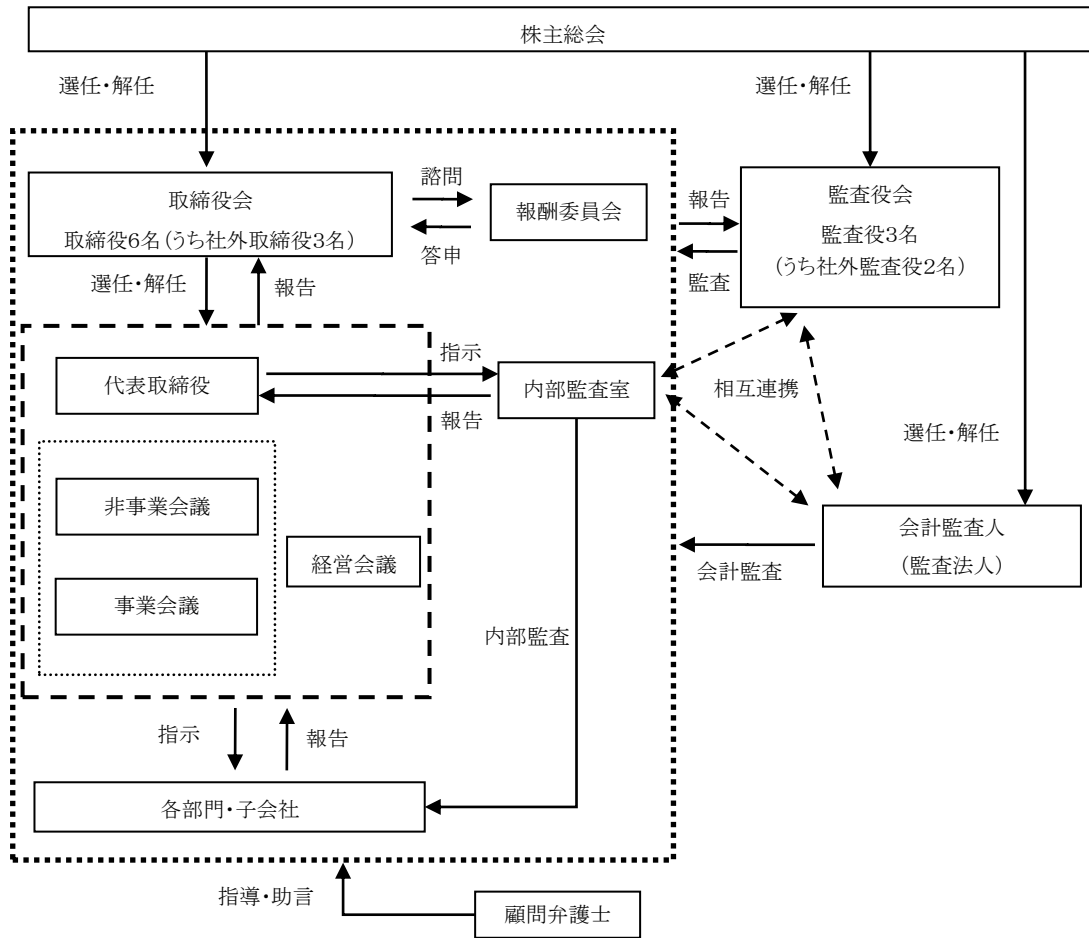 株主総会
選任・解任
選任・解任
取締役会
取締役6名(うち社外取締役3名)
諮問
答申
報酬委員会
報告
監査
監査役会
監査役3名
(うち社外監査役2名)
選任・解任
報告
代表取締役
指示
報告
内部監査室
相互連携
選任・解任
非事業会議
事業会議
経営会議
会計監査
会計監査人
(監査法人)
内部監査
指示
報告
各部門・子会社
指導・助言
顧問弁護士